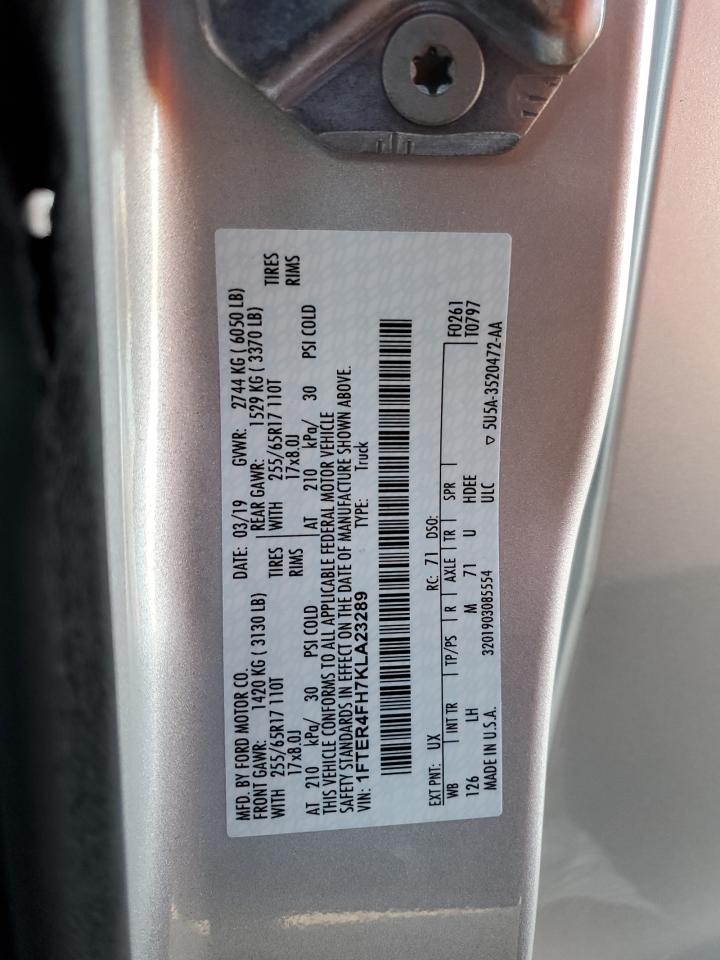 MFD. BY FORD MOTOR CO.
DATE: 03/19 GVWR: 2744 KG ( 6050 LB)
FRONT GAWR: 1420 KG ( 3130 LB)
REAR GAWR: 1529 KG ( 3370 LB)
WITH 255/65R17 110T TIRES
WITH 255/65R17 110T TIRES
17x8.0J RIMS
17x8.0J RIMS
AT 210 kPa/ 30 PSI COLD
AT 210 kPa/ 30 PSI COLD
THIS VEHICLE CONFORMS TO ALL APPLICABLE FEDERAL MOTOR VEHICLE
SAFETY STANDARDS IN EFFECT ON THE DATE OF MANUFACTURE SHOWN ABOVE.
VIN: 1FTER4FH7KLA23289 TYPE: Truck
EXT PNT: UX RC: 71 DSO:
WB INT TR TP/PS R AXLE TR SPR
F0261
126 LH M 71 U HDEE
T0797
3201903085554 ULC
MADE IN U.S.A. ▽ 5U5A-3520472-AA